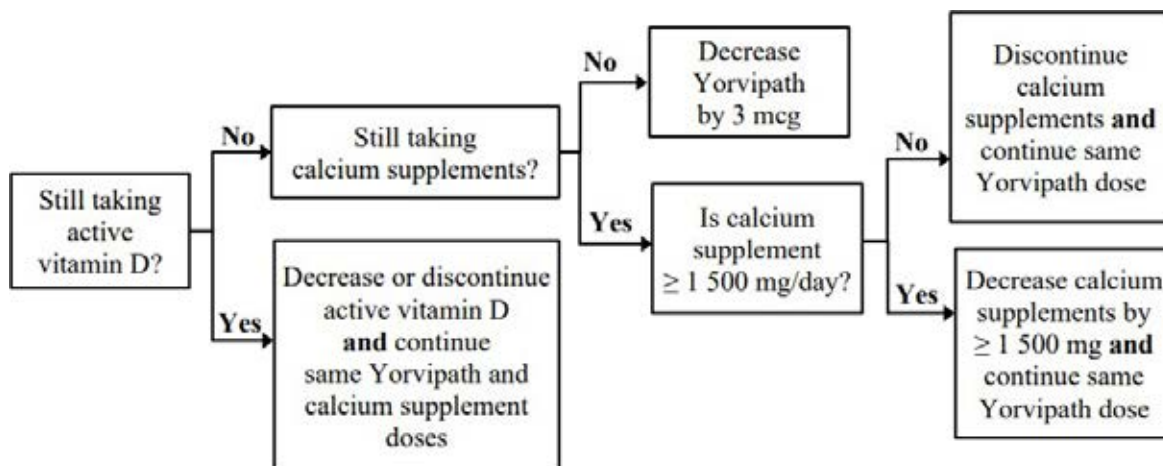 Still taking
active
vitamin D?
No
Yes
Still taking
calcium supplements?
Decrease or discontinue
active vitamin D
and continue
same Yorvipath and
calcium supplement
doses
No
Yes
Decrease
Yorvipath
by 3 mcg
Is calcium
supplement
≥ 1 500 mg/day?
No
Yes
Discontinue
calcium
supplements and
continue same
Yorvipath dose
Decrease calcium
supplements by
≥ 1 500 mg and
continue same
Yorvipath dose